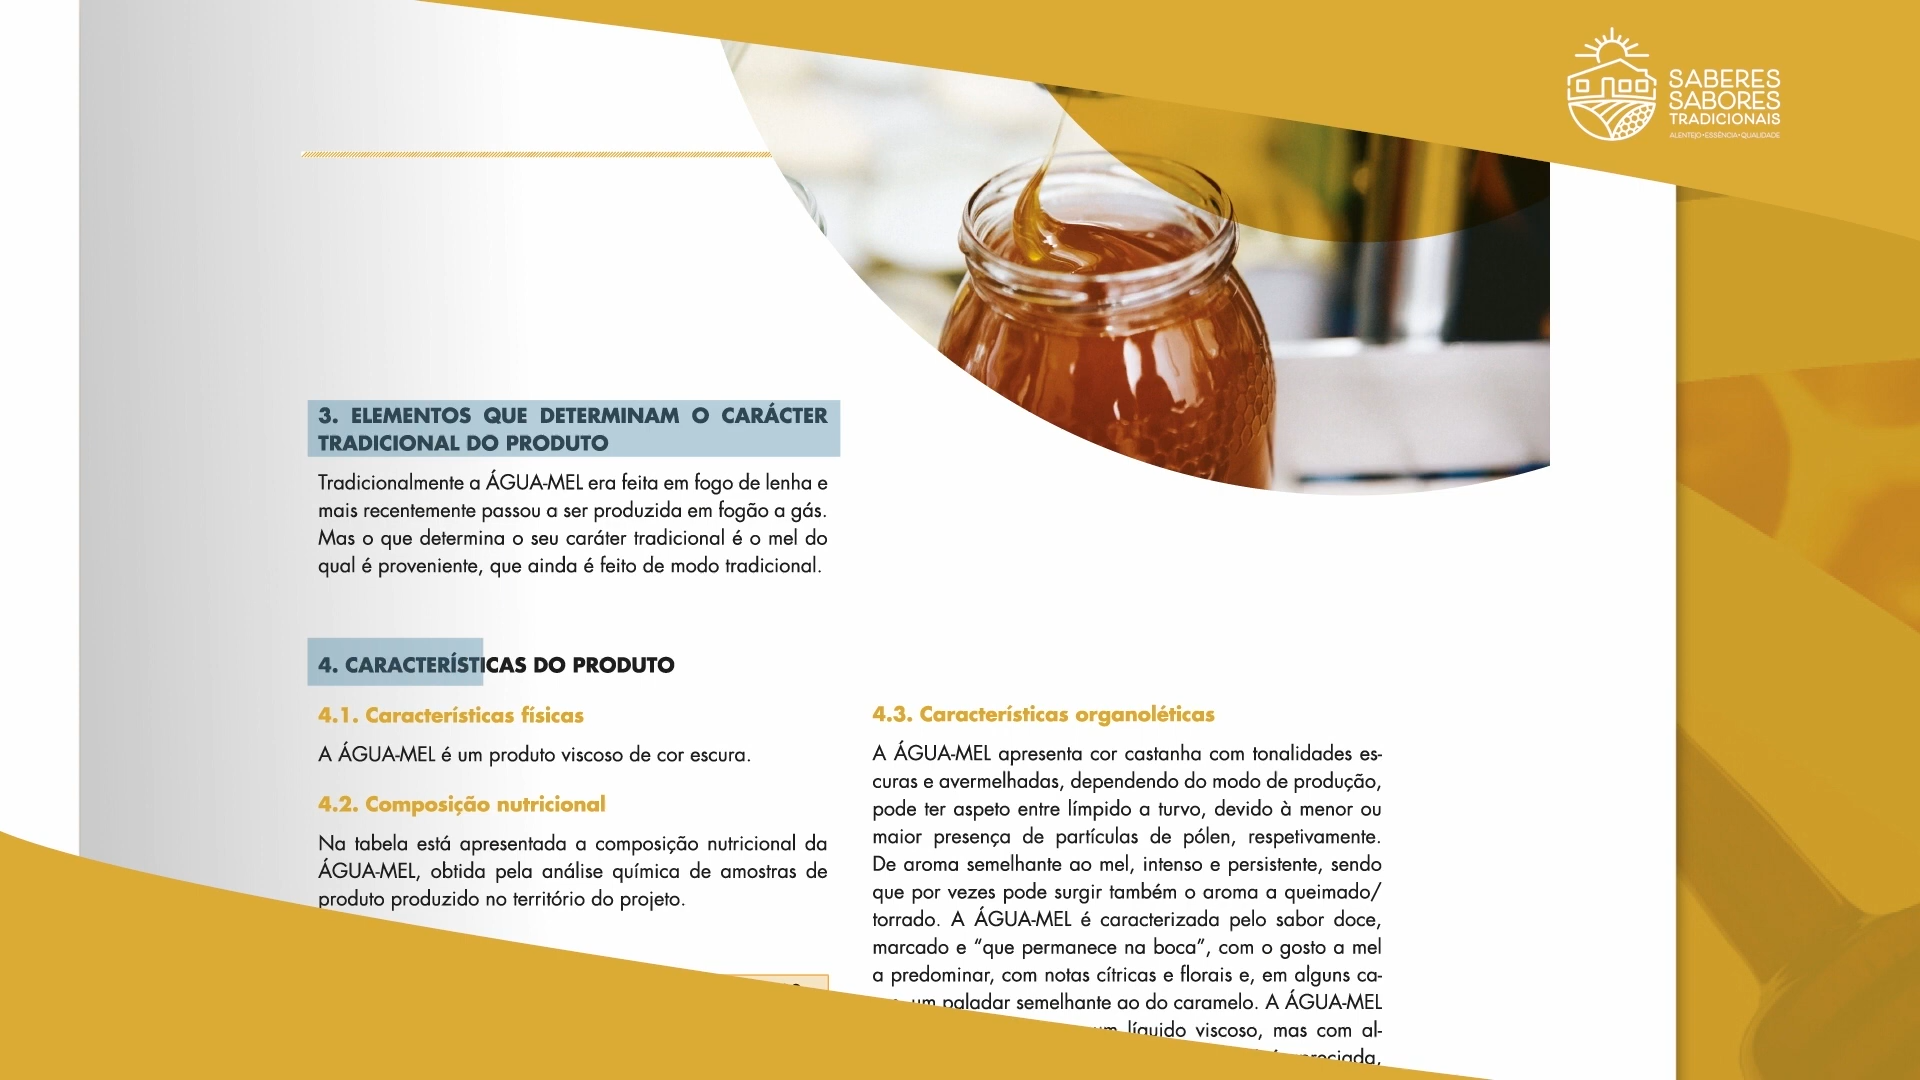 SABERES
SABORES
TRADICIONAIS
ALENTEJO•ESSÊNCIA•QUALIDADE
3. ELEMENTOS QUE DETERMINAM O CARÁCTER
TRADICIONAL DO PRODUTO
Tradicionalmente a ÁGUA-MEL era feita em fogo de lenha e
mais recentemente passou a ser produzida em fogão a gás.
Mas o que determina o seu caráter tradicional é o mel do
qual é proveniente, que ainda é feito de modo tradicional.
4. CARACTERÍSTICAS DO PRODUTO
4.1. Características físicas
A ÁGUA-MEL é um produto viscoso de cor escura.
4.2. Composição nutricional
Na tabela está apresentada a composição nutricional da
ÁGUA-MEL, obtida pela análise química de amostras de
produto produzido no território do projeto.
4.3. Características organoléticas
A ÁGUA-MEL apresenta cor castanha com tonalidades es-
curas e avermelhadas, dependendo do modo de produção,
pode ter aspeto entre límpido a turvo, devido à menor ou
maior presença de partículas de pólen, respetivamente.
De aroma semelhante ao mel, intenso e persistente, sendo
que por vezes pode surgir também o aroma a queimado/
torrado. A ÁGUA-MEL é caracterizada pelo sabor doce,
marcado e “que permanece na boca”, com o gosto a mel
a predominar, com notas cítricas e florais e, em alguns ca-
um paladar semelhante ao do caramelo. A ÁGUA-MEL
um líquido viscoso, mas com al-